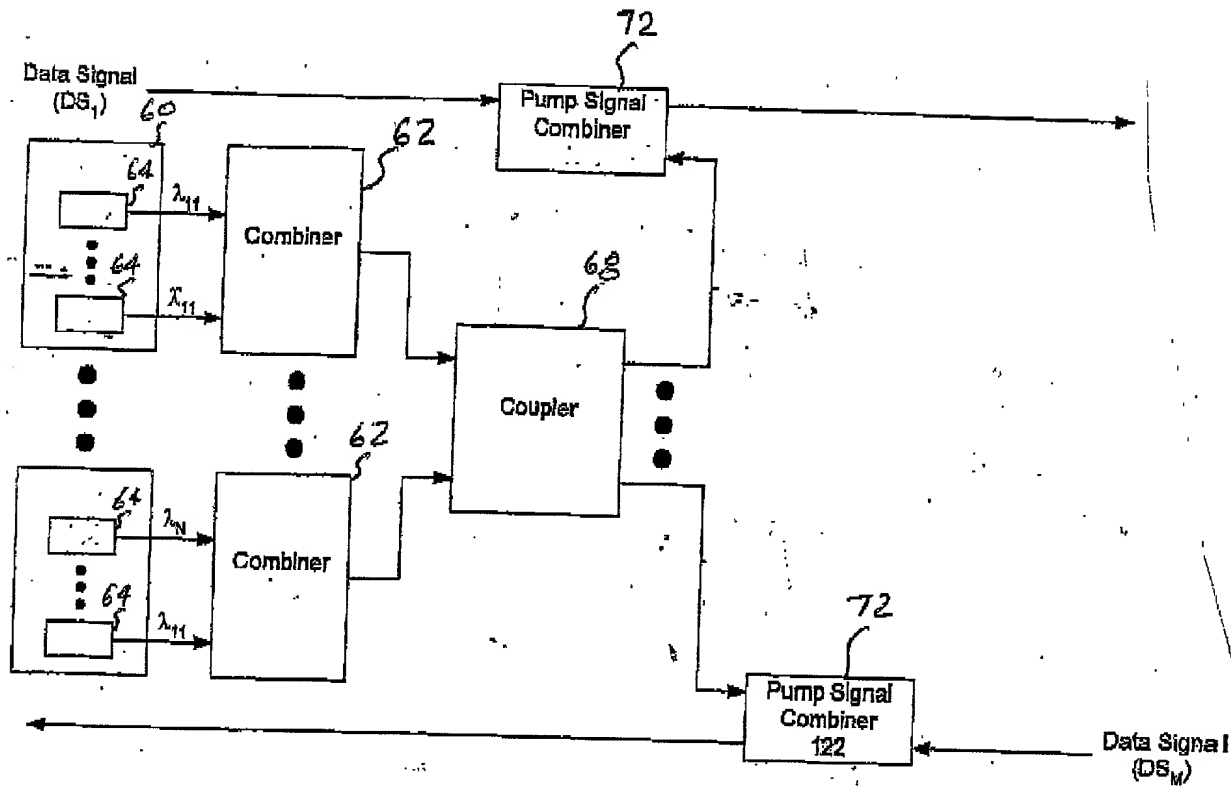 72
Data Signal
(DS₁)
60
Pump Signal
Combiner
62
64
λ₁₁
Combiner
64
λ₁₁
68
Coupler
62
64
λN
Combiner
64
λ₁₁
72
Pump Signal
Combiner
122
Data Signal
(DSM)